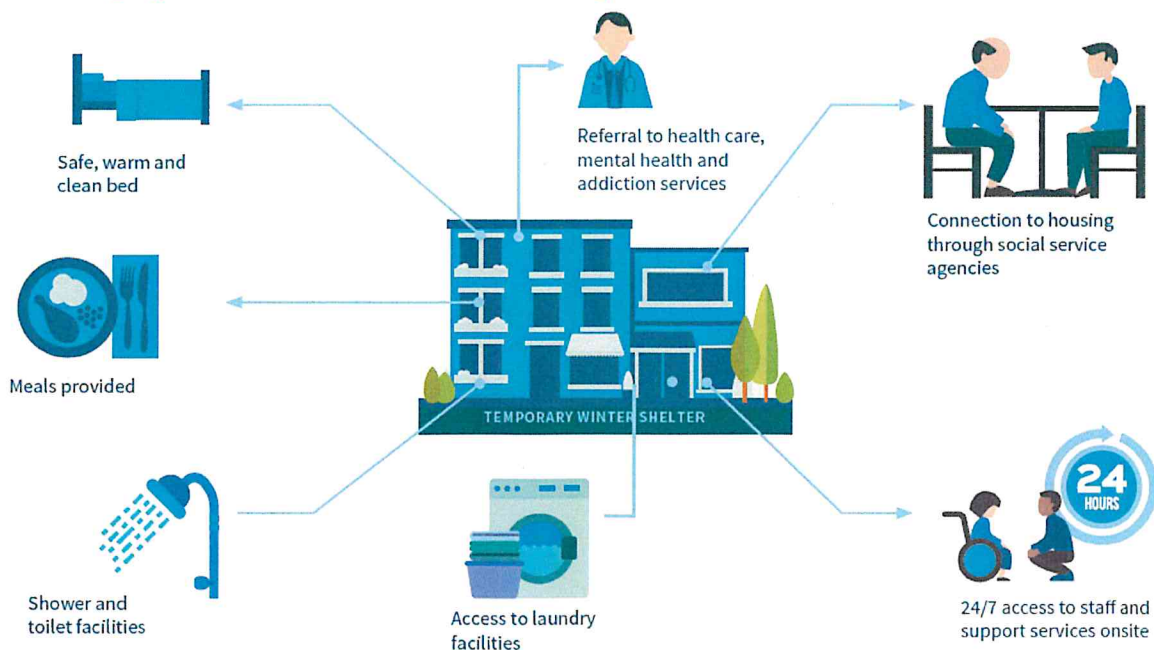 Safe, warm and
clean bed
Referral to health care,
mental health and
addiction services
Connection to housing
through social service
agencies
Meals provided
TEMPORARY WINTER SHELTER
Shower and
toilet facilities
Access to laundry
facilities
24
HOURS
24/7 access to staff and
support services onsite